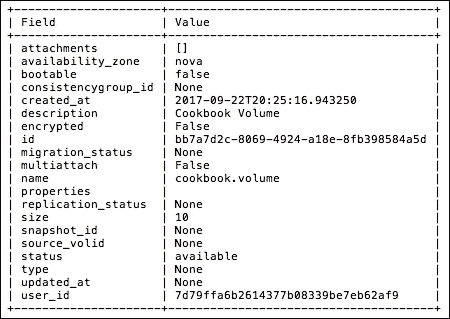 +---------------------+--------------------------------------+
| Field               | Value                                |
+---------------------+--------------------------------------+
| attachments         | []                                   |
| availability_zone   | nova                                 |
| bootable            | false                                |
| consistencygroup_id | None                                 |
| created_at          | 2017-09-22T20:25:16.943250           |
| description         | Cookbook Volume                      |
| encrypted           | False                                |
| id                  | bb7a7d2c-8069-4924-a18e-8fb398584a5d |
| migration_status    | None                                 |
| multiattach         | False                                |
| name                | cookbook.volume                      |
| properties          |                                      |
| replication_status  | None                                 |
| size                | 10                                   |
| snapshot_id         | None                                 |
| source_volid        | None                                 |
| status              | available                            |
| type                | None                                 |
| updated_at          | None                                 |
| user_id             | 7d79ffa6b2614377b08339be7eb62af9     |
+---------------------+--------------------------------------+